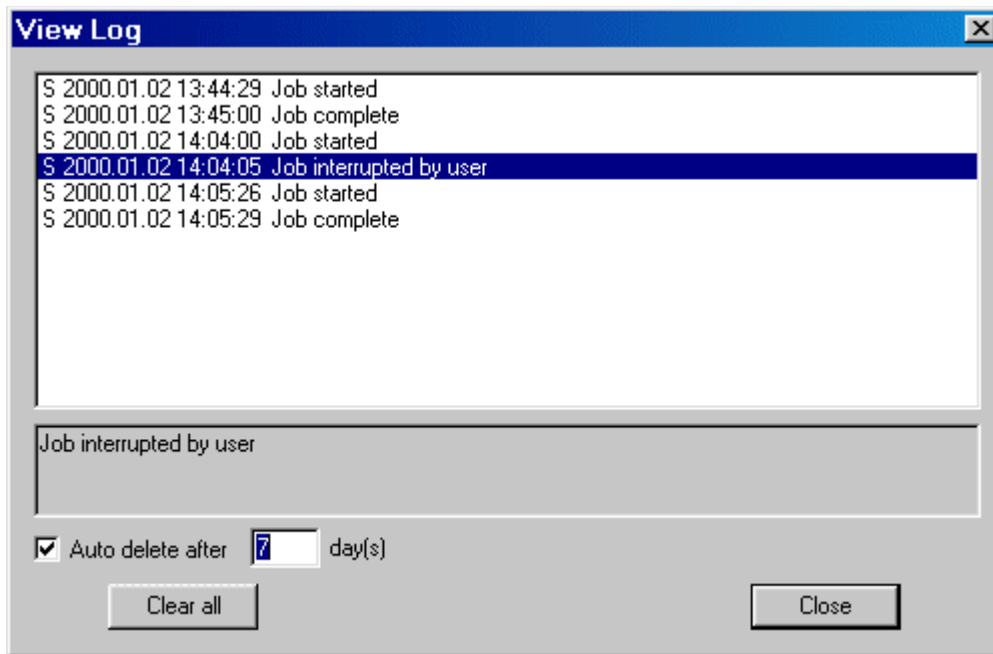 View Log
S 2000.01.02 13:44:29 Job started
S 2000.01.02 13:45:00 Job complete
S 2000.01.02 14:04:00 Job started
S 2000.01.02 14:04:05 Job interrupted by user
S 2000.01.02 14:05:26 Job started
S 2000.01.02 14:05:29 Job complete
Job interrupted by user
Auto delete after 7 day(s)
Clear all Close